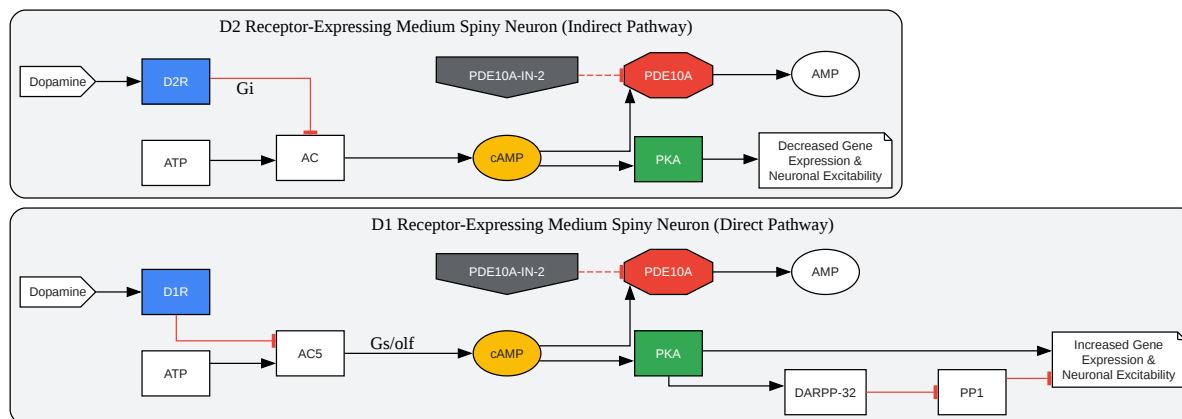 D2 Receptor-Expressing Medium Spiny Neuron (Indirect Pathway)
Dopamine
D2R
Gi
PDE10A-IN-2
PDE10A
AMP
ATP
AC
cAMP
PKA
Decreased Gene
Expression &
Neuronal Excitability
D1 Receptor-Expressing Medium Spiny Neuron (Direct Pathway)
Dopamine
D1R
PDE10A-IN-2
PDE10A
AMP
ATP
AC5
Gs/olf
cAMP
PKA
Increased Gene
Expression &
Neuronal Excitability
DARPP-32
PP1